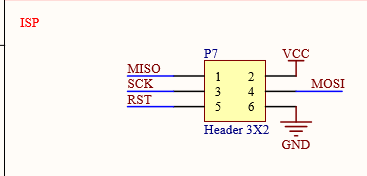 ISP
P7
VCC
MISO 1 2
SCK 3 4 MOSI
RST 5 6
Header 3X2
GND